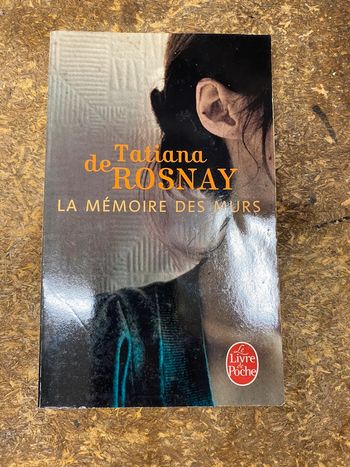 Tatiana
de ROSNAY
LA MÉMOIRE DES MURS
Le
Livre
de
Poche